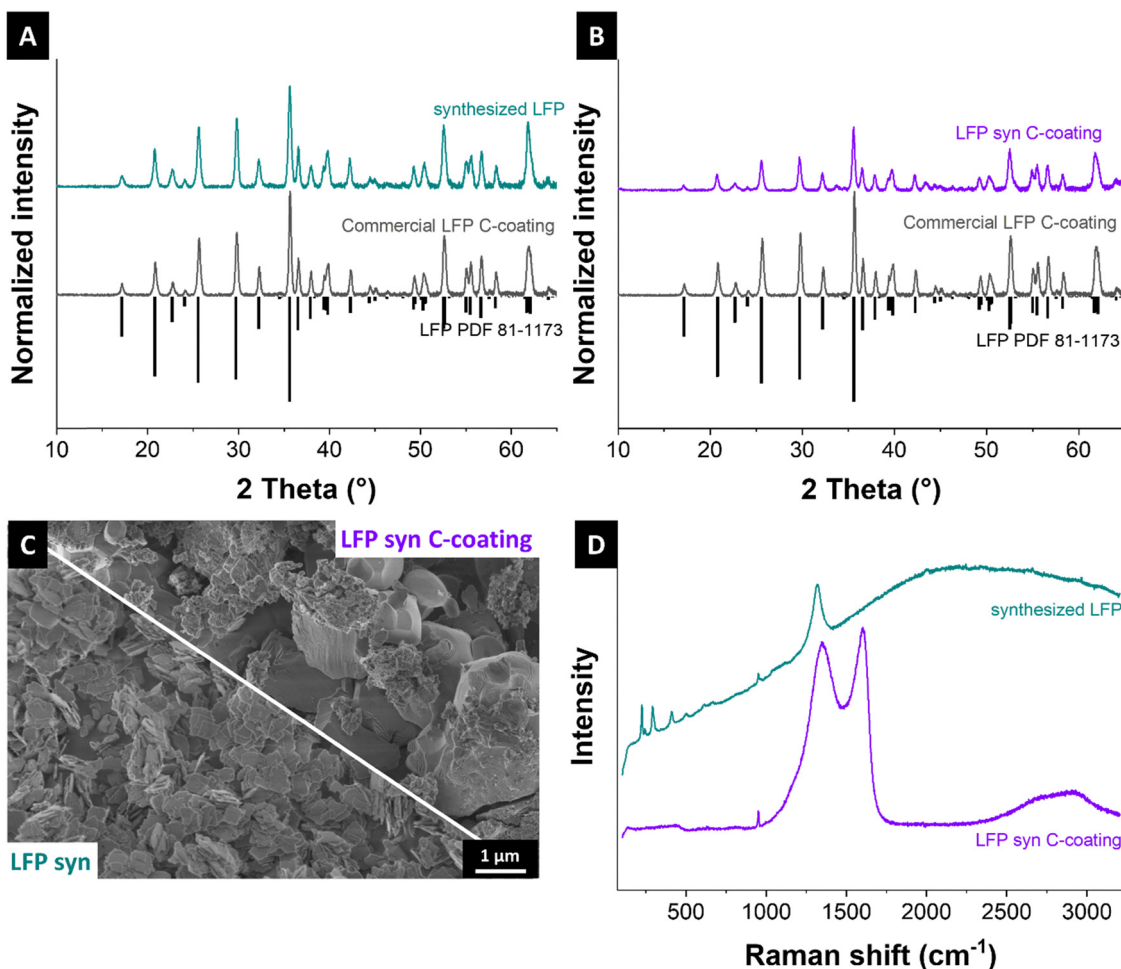 A
Normalized intensity
synthesized LFP
Commercial LFP C-coating
LFP PDF 81-1173
10 20 30 40 50 60
2 Theta (°)
B
Normalized intensity
LFP syn C-coating
Commercial LFP C-coating
LFP PDF 81-1173
10 20 30 40 50 60
2 Theta (°)
C
LFP syn C-coating
LFP syn
1 µm
D
Intensity
synthesized LFP
LFP syn C-coating
500 1000 1500 2000 2500 3000
Raman shift (cm⁻¹)